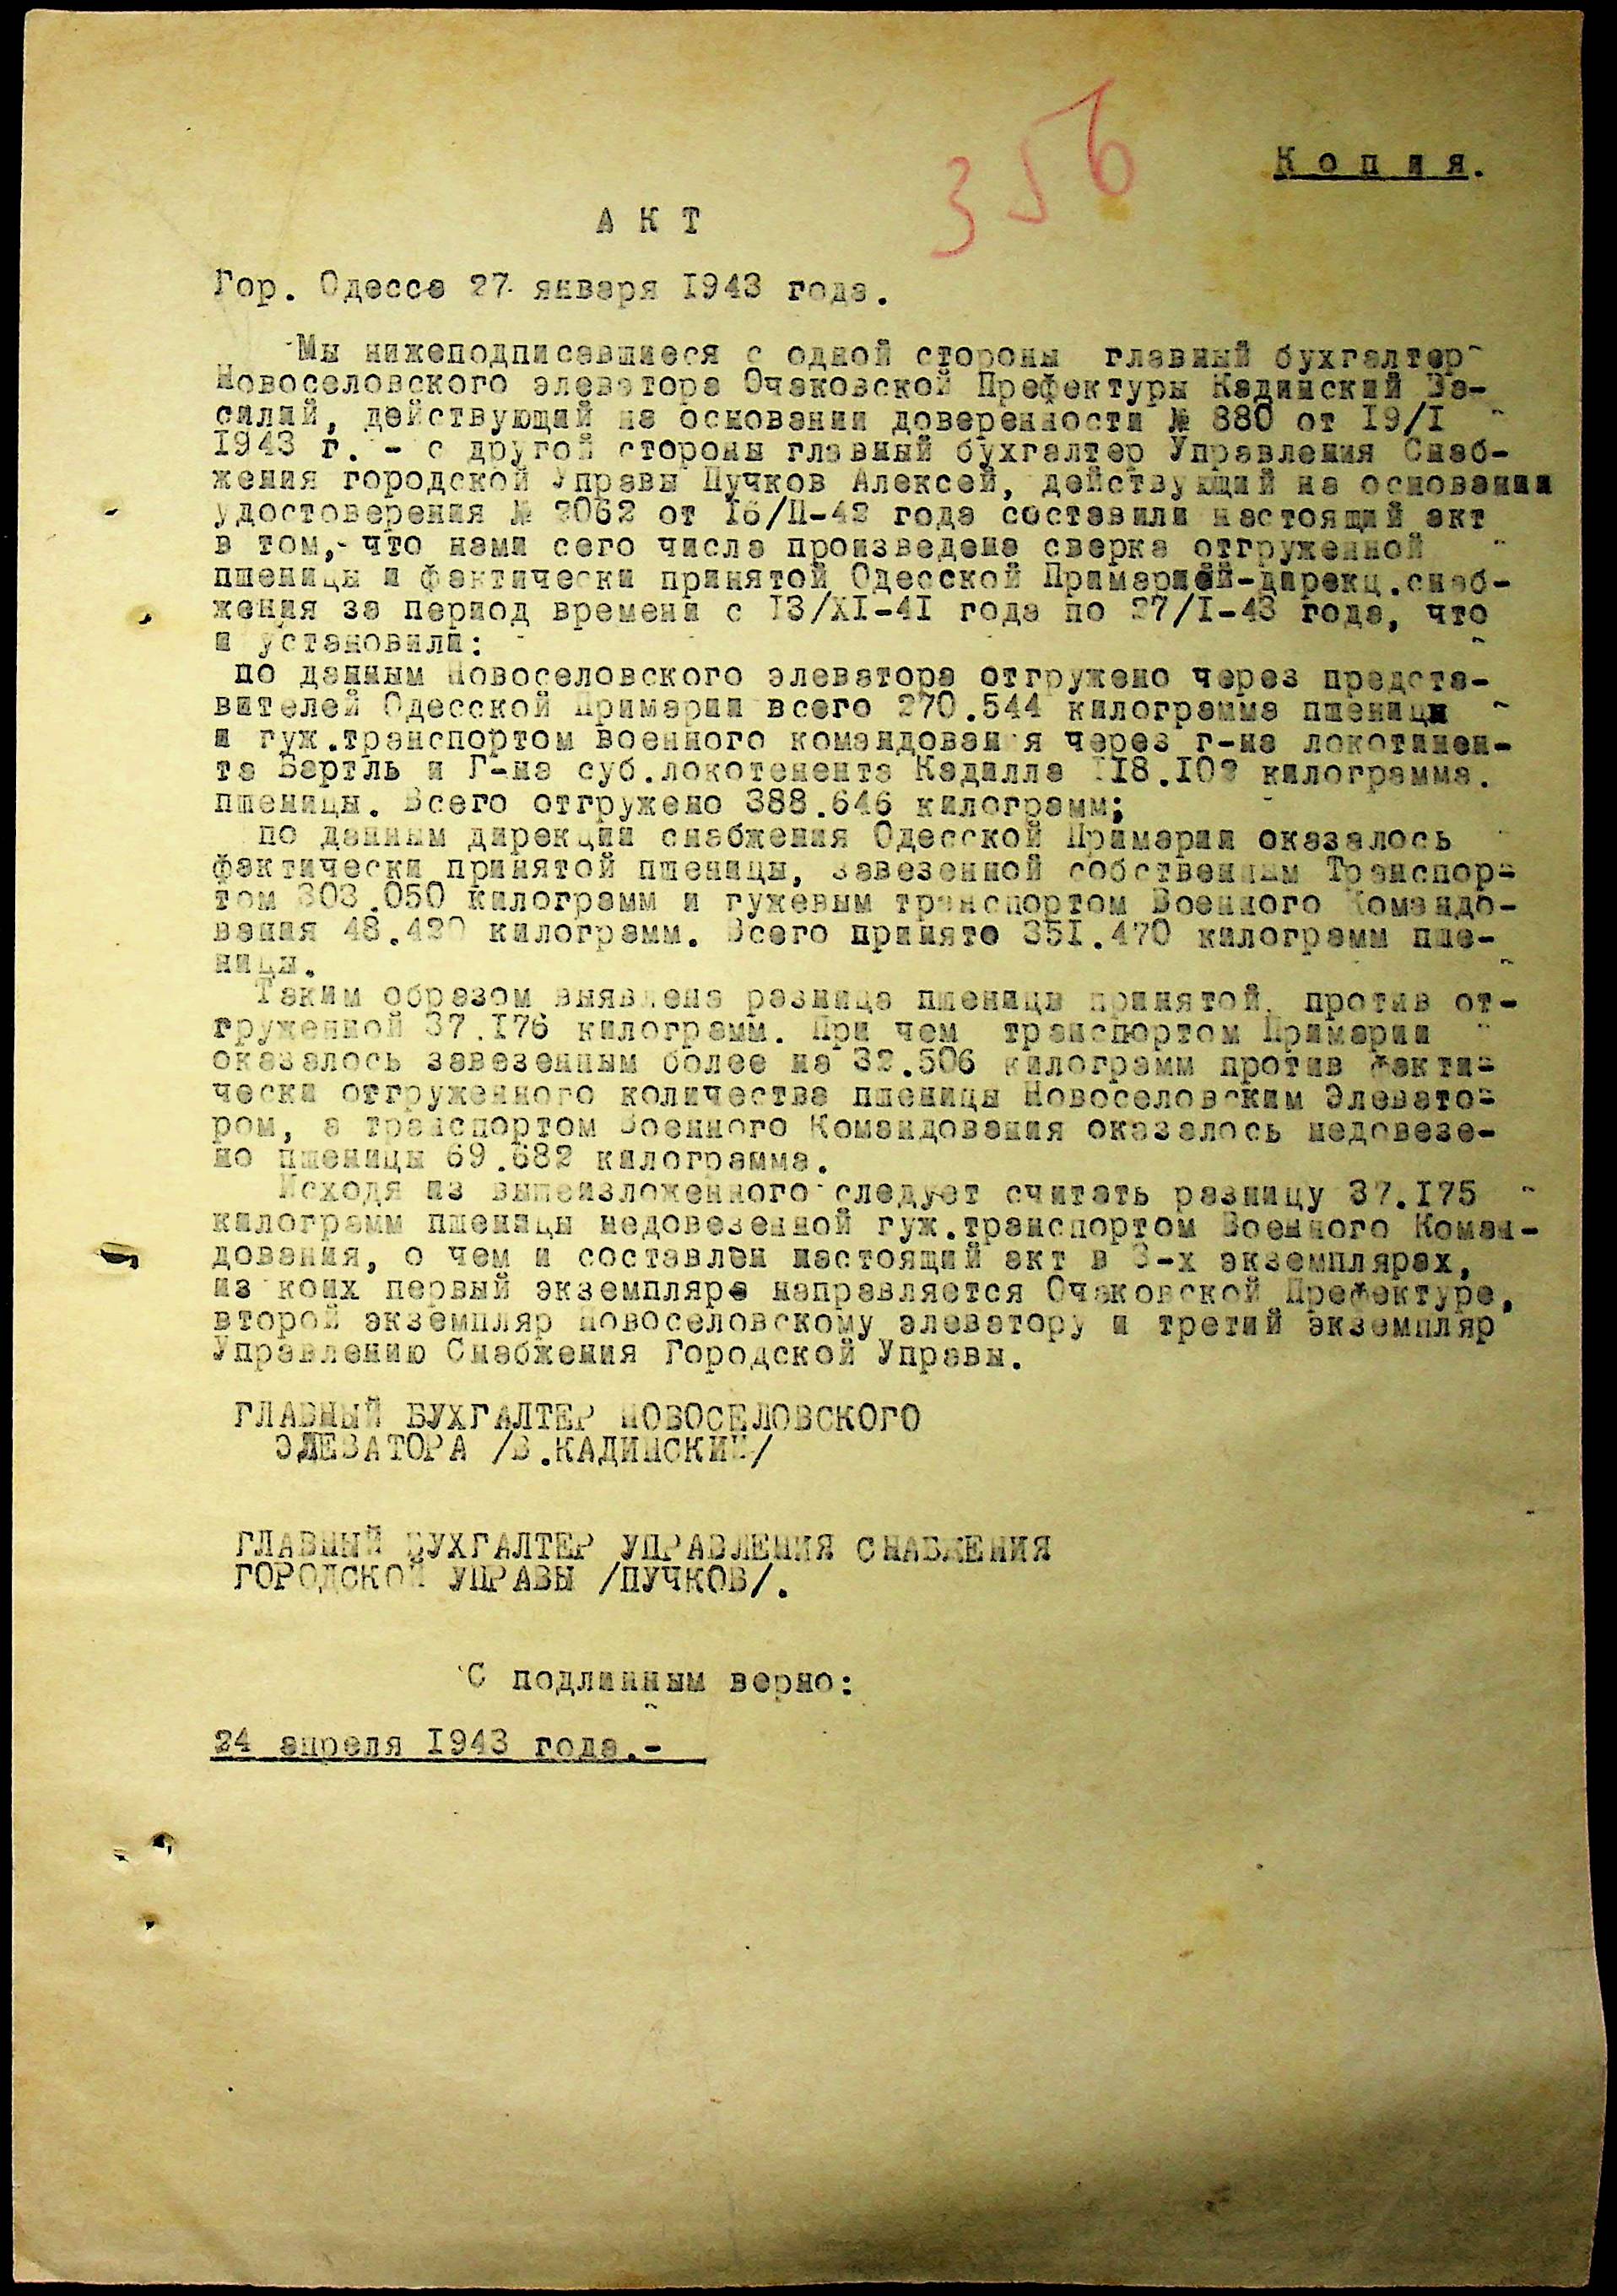 356
Копия.
АКТ
Гор. Одесса 27 января 1943 года.
Мы нижеподписавшиеся с одной стороны главный бухгалтер
Новоселовского элеватора Очаковской Префектуры Кадинский Ва-
силий, действующий на основании доверенности № 880 от 19/I
1943 г. - с другой стороны главный бухгалтер Управления Снаб-
жения городской Управы Пучков Алексей, действующий на основании
удостоверения № 2062 от 16/II-42 года составили настоящий акт
в том, что нами сего числа произведена сверка отгруженной
пшеницы и фактически принятой Одесской Примарией-дирекц.снаб-
жения за период времени с 13/XI-41 года по 27/I-43 года, что
и установили:
по данным Новоселовского элеватора отгружено через предста-
вителей Одесской Примарии всего 270.544 килограмма пшеницы
и гуж.транспортом военного командования через г-на локотинен-
та Бартль и Г-на суб.локотенента Кадилла 118.102 килограмма.
пшеницы. Всего отгружено 388.646 килограмм;
по данным дирекции снабжения Одесской Примарии оказалось
фактически принятой пшеницы, завезенной собственным Транспор-
том 303.050 килограмм и гужевым транспортом Военного Командо-
вания 48.420 килограмм. Всего принято 351.470 килограмм пше-
ницы.
Таким образом выявлена разница пшеницы принятой, против от-
груженной 37.176 килограмм. При чем транспортом Примарии
оказалось завезенным более на 32.506 килограмм против факти-
чески отгруженного количества пшеницы Новоселовским Элевато-
ром, а транспортом Военного Командования оказалось недовезе-
но пшеницы 69.682 килограмма.
Исходя из вышеизложенного следует считать разницу 37.175
килограмм пшеницы недовезенной гуж.транспортом Военного Коман-
дования, о чем и составлен настоящий акт в 3-х экземплярах,
из коих первый экземпляра направляется Очаковской Префектуре,
второй экземпляр Новоселовскому элеватору и третий экземпляр
Управлению Снабжения Городской Управы.
ГЛАВНЫЙ БУХГАЛТЕР НОВОСЕЛОВСКОГО
ЭЛЕВАТОРА /В.КАДИНСКИЙ/
ГЛАВНЫЙ БУХГАЛТЕР УПРАВЛЕНИЯ СНАБЖЕНИЯ
ГОРОДСКОЙ УПРАВЫ /ПУЧКОВ/.
С подлинным верно:
24 апреля 1943 года.-